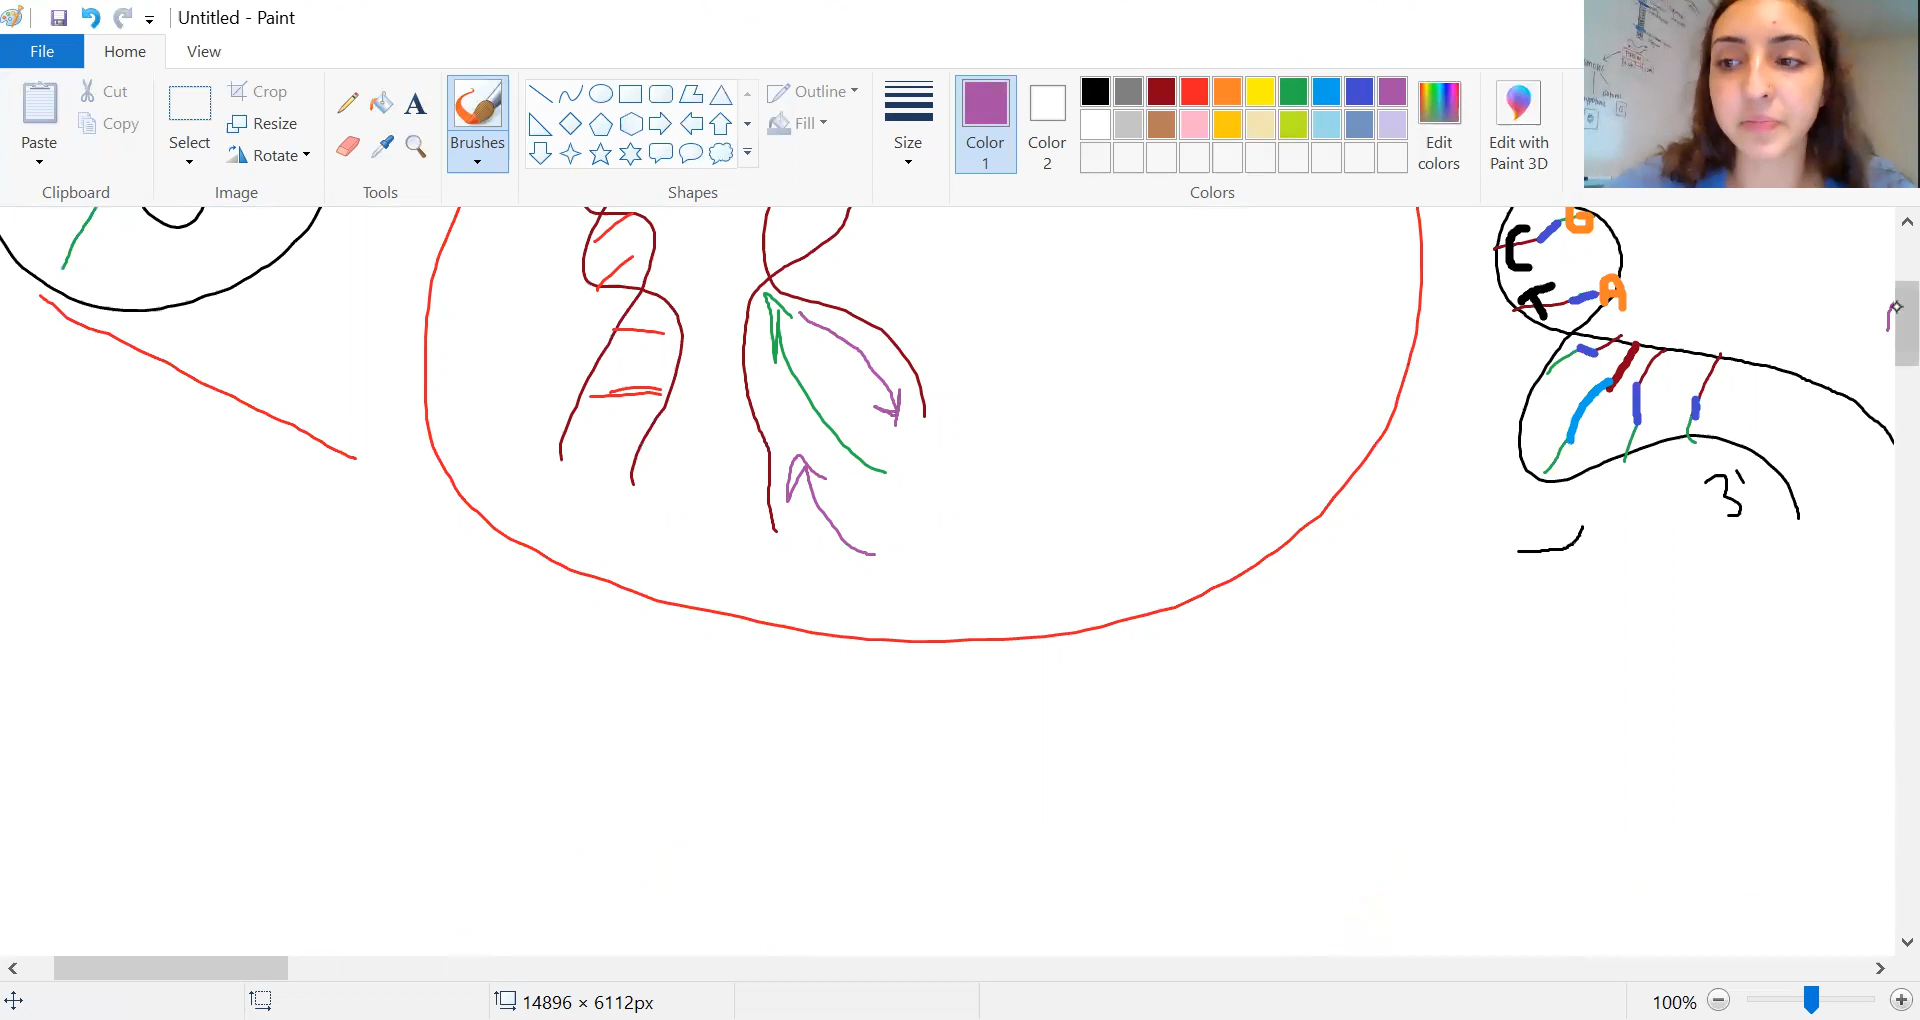 Untitled - Paint
File Home View
Paste
Cut
Copy
Clipboard
Select
Crop
Resize
Rotate
Image
A
Tools
Brushes
Shapes
Outline
Fill
Size
Color
1
Color
2
Colors
Edit
colors
Edit with
Paint 3D
C G
T A
3'
14896 × 6112px
100%